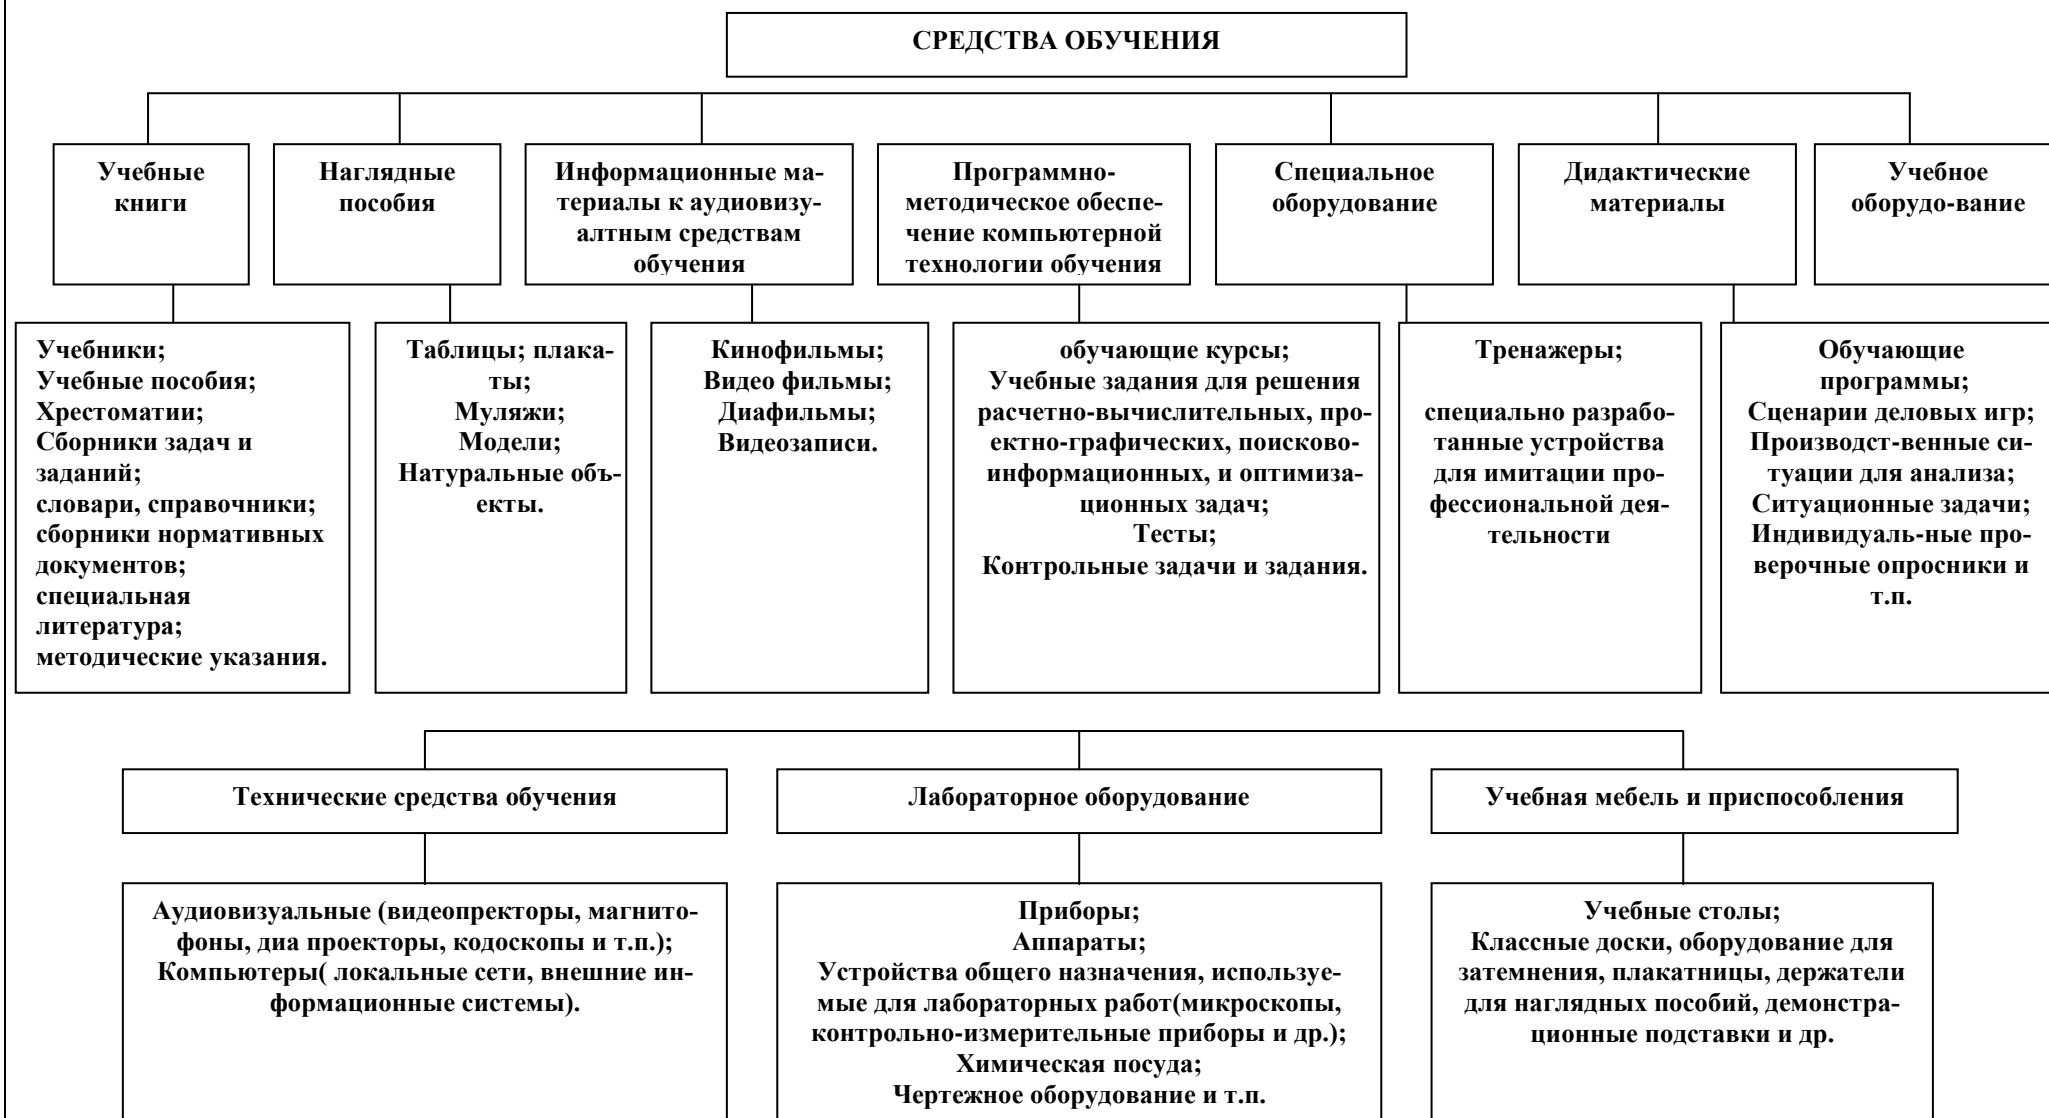 СРЕДСТВА ОБУЧЕНИЯ
Учебные
книги
Наглядные
пособия
Информационные ма-
териалы к аудиовизу-
алтным средствам
обучения
Программно-
методическое обеспе-
чение компьютерной
технологии обучения
Специальное
оборудование
Дидактические
материалы
Учебное
оборудо-вание
Учебники;
Учебные пособия;
Хрестоматии;
Сборники задач и
заданий;
словари, справочники;
сборники нормативных
документов;
специальная
литература;
методические указания.
Таблицы; плака-
ты;
Муляжи;
Модели;
Натуральные объ-
екты.
Кинофильмы;
Видео фильмы;
Диафильмы;
Видеозаписи.
обучающие курсы;
Учебные задания для решения
расчетно-вычислительных, про-
ектно-графических, поисково-
информационных, и оптимиза-
ционных задач;
Тесты;
Контрольные задачи и задания.
Тренажеры;
специально разрабо-
танные устройства
для имитации про-
фессиональной дея-
тельности
Обучающие
программы;
Сценарии деловых игр;
Производст-венные си-
туации для анализа;
Ситуационные задачи;
Индивидуаль-ные про-
верочные опросники и
т.п.
Технические средства обучения
Лабораторное оборудование
Учебная мебель и приспособления
Аудиовизуальные (видеопректоры, магнито-
фоны, диа проекторы, кодоскопы и т.п.);
Компьютеры( локальные сети, внешние ин-
формационные системы).
Приборы;
Аппараты;
Устройства общего назначения, используе-
мые для лабораторных работ(микроскопы,
контрольно-измерительные приборы и др.);
Химическая посуда;
Чертежное оборудование и т.п.
Учебные столы;
Классные доски, оборудование для
затемнения, плакатницы, держатели
для наглядных пособий, демонстра-
ционные подставки и др.